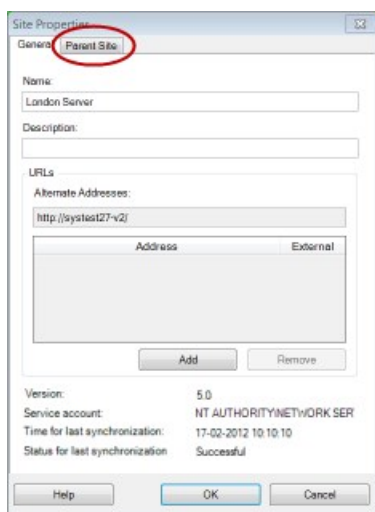 Site Properties
General Parent Site
Name:
London Server
Description:
URLs
Alternate Addresses:
http://systest27-v2/
Address External
Add Remove
Version: 5.0
Service account: NT AUTHORITY\NETWORK SER
Time for last synchronization: 17-02-2012 10:10:10
Status for last synchronization Successful
Help OK Cancel